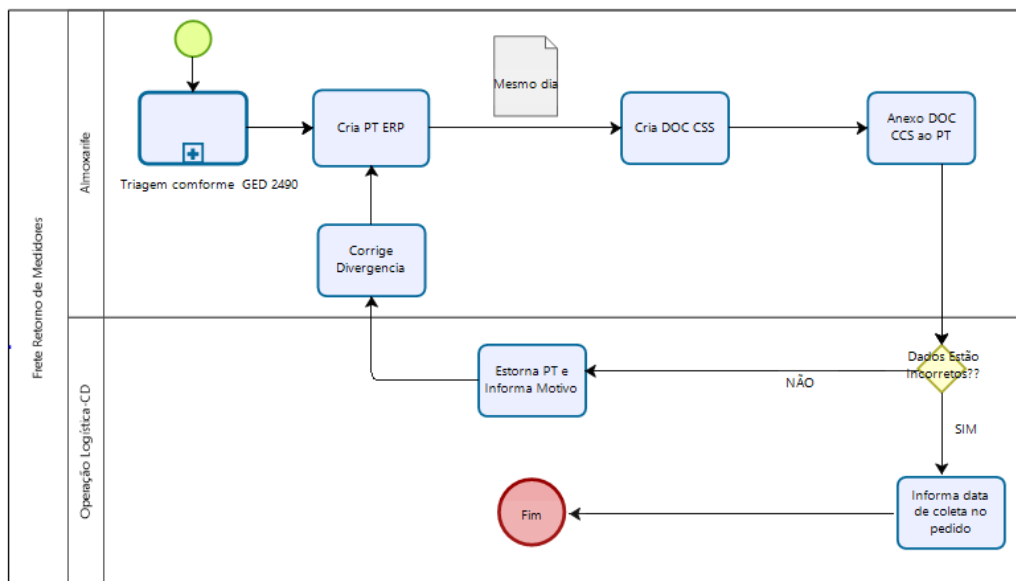 Frete Retorno de Medidores
Almoxarife
Triagem comforme GED 2490
Cria PT ERP
Mesmo dia
Cria DOC CSS
Anexo DOC
CCS ao PT
Corrige
Divergencia
Operação Logística-CD
Estorna PT e
Informa Motivo
NÃO
Dados Estão
Incorretos??
SIM
Informa data
de coleta no
pedido
Fim